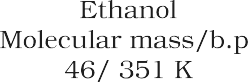 Ethanol
Molecular mass/b.p
46/ 351 K